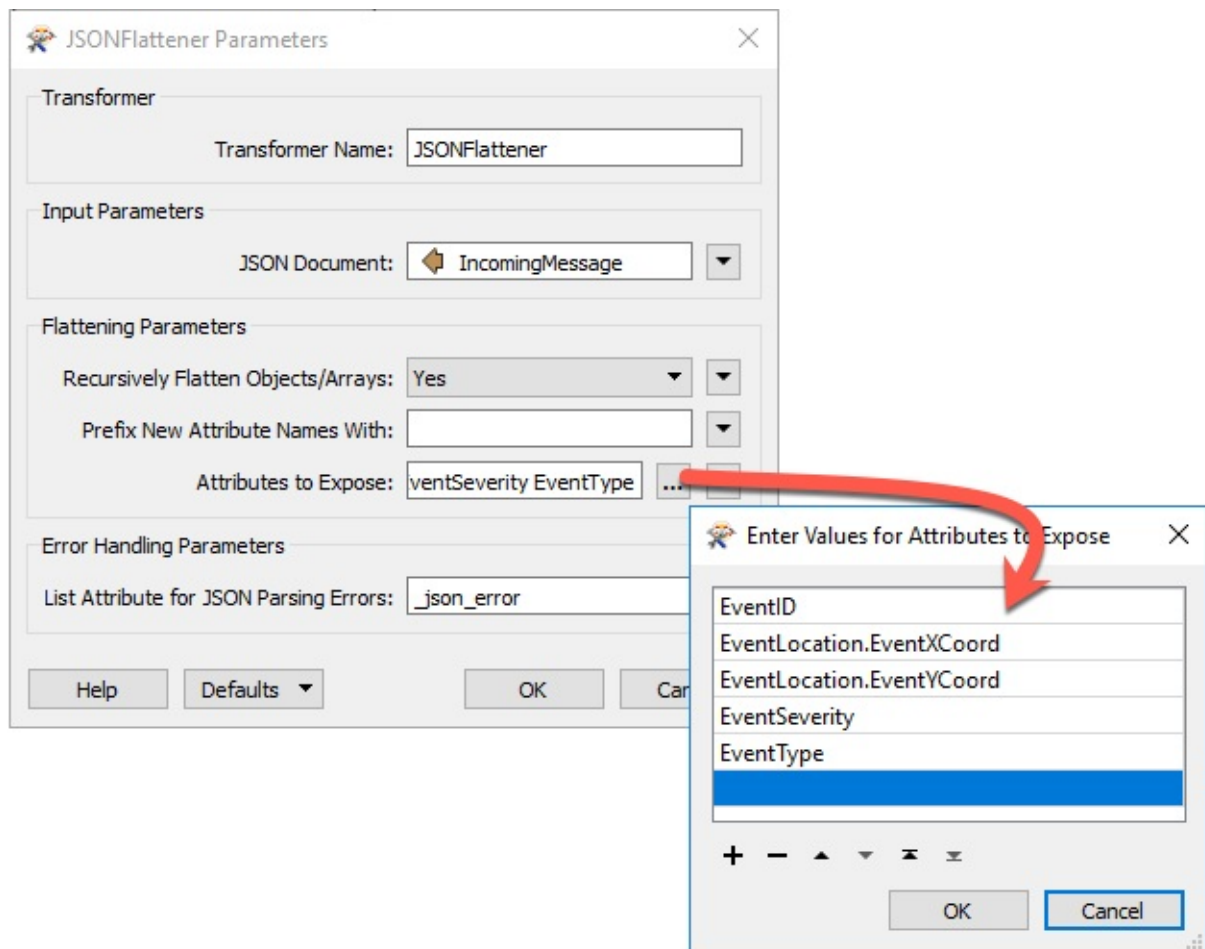 JSONFlattener Parameters
Transformer
Transformer Name: JSONFlattener
Input Parameters
JSON Document: IncomingMessage
Flattening Parameters
Recursively Flatten Objects/Arrays: Yes
Prefix New Attribute Names With:
Attributes to Expose: ventSeverity EventType ...
Error Handling Parameters
List Attribute for JSON Parsing Errors: _json_error
Help Defaults OK Can
Enter Values for Attributes to Expose
EventID
EventLocation.EventXCoord
EventLocation.EventYCoord
EventSeverity
EventType
OK Cancel